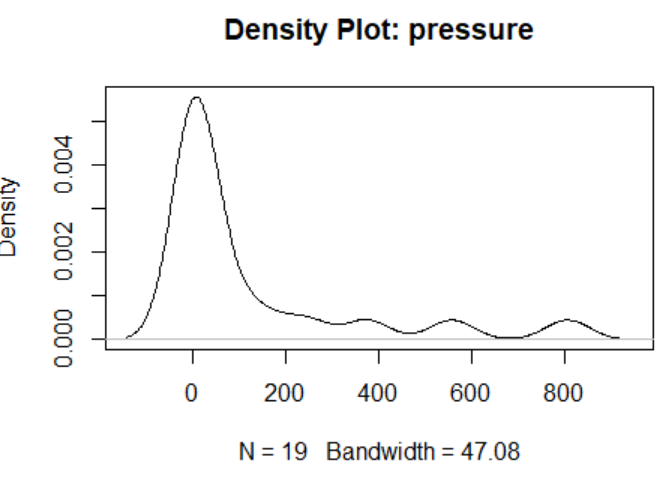 Density Plot: pressure
Density
0.004
0.002
0.000
0 200 400 600 800
N = 19 Bandwidth = 47.08